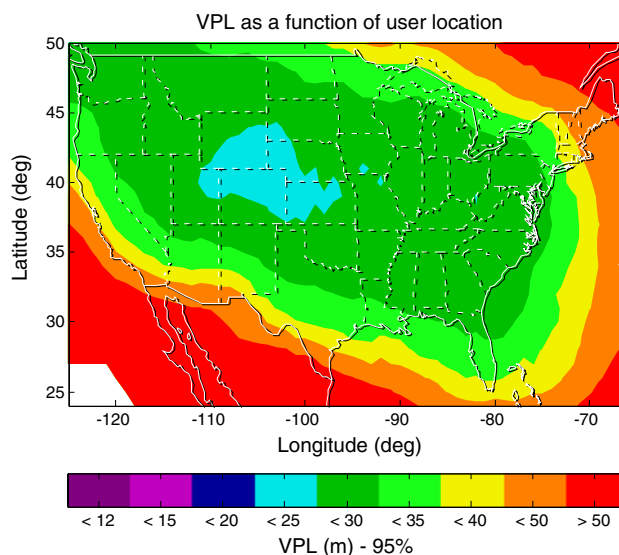 VPL as a function of user location
50
45
40
35
30
25
Latitude (deg)
-120 -110 -100 -90 -80 -70
Longitude (deg)
< 12 < 15 < 20 < 25 < 30 < 35 < 40 < 50 > 50
VPL (m) - 95%